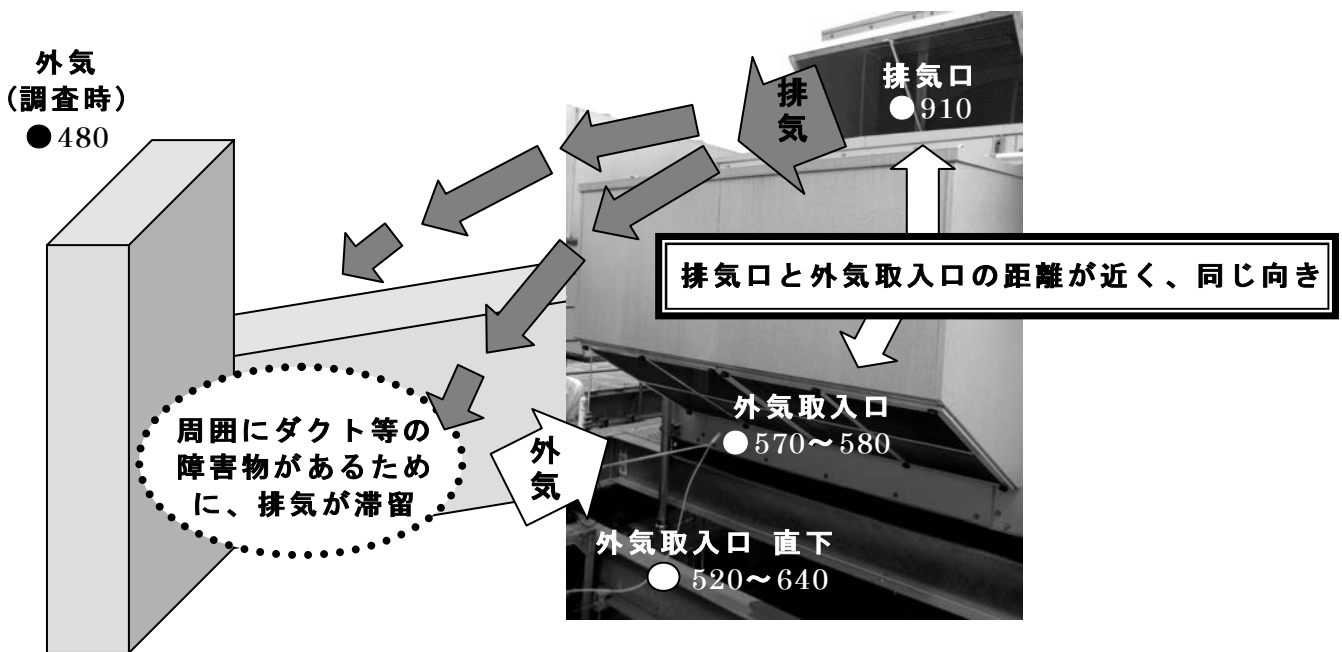 外気
(調査時)
●480
排気
排気口
●910
排気口と外気取入口の距離が近く、同じ向き
周囲にダクト等の
障害物があるため
に、排気が滞留
外気
外気取入口
●570～580
外気取入口 直下
●520～640